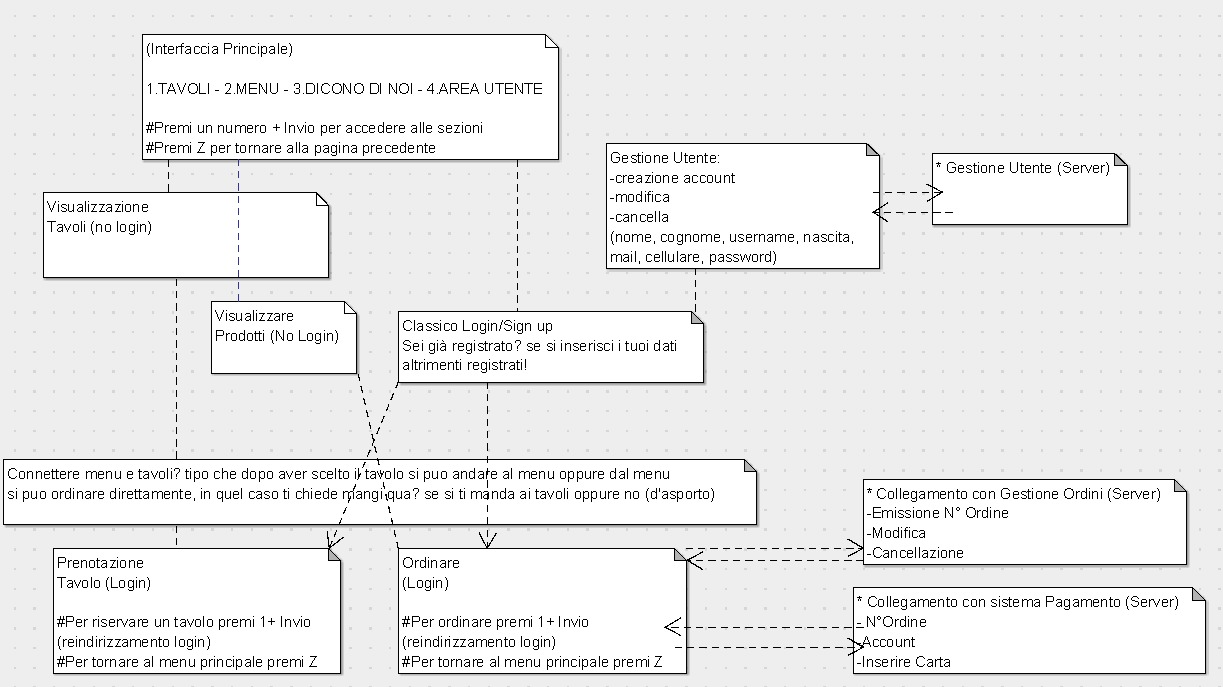 (Interfaccia Principale)
1.TAVOLI - 2.MENU - 3.DICONO DI NOI - 4.AREA UTENTE
#Premi un numero + Invio per accedere alle sezioni
#Premi Z per tornare alla pagina precedente
Gestione Utente:
-creazione account
-modifica
-cancella
(nome, cognome, username, nascita,
mail, cellulare, password)
* Gestione Utente (Server)
Visualizzazione
Tavoli (no login)
Visualizzare
Prodotti (No Login)
Classico Login/Sign up
Sei già registrato? se si inserisci i tuoi dati
altrimenti registrati!
Connettere menu e tavoli? tipo che dopo aver scelto il tavolo si puo andare al menu oppure dal menu
si puo ordinare direttamente, in quel caso ti chiede mangi qua? se si ti manda ai tavoli oppure no (d'asporto)
* Collegamento con Gestione Ordini (Server)
-Emissione N° Ordine
-Modifica
-Cancellazione
Prenotazione
Tavolo (Login)
#Per riservare un tavolo premi 1+ Invio
(reindirizzamento login)
#Per tornare al menu principale premi Z
Ordinare
(Login)
#Per ordinare premi 1+ Invio
(reindirizzamento login)
#Per tornare al menu principale premi Z
* Collegamento con sistema Pagamento (Server)
- N°Ordine
-Account
-Inserire Carta